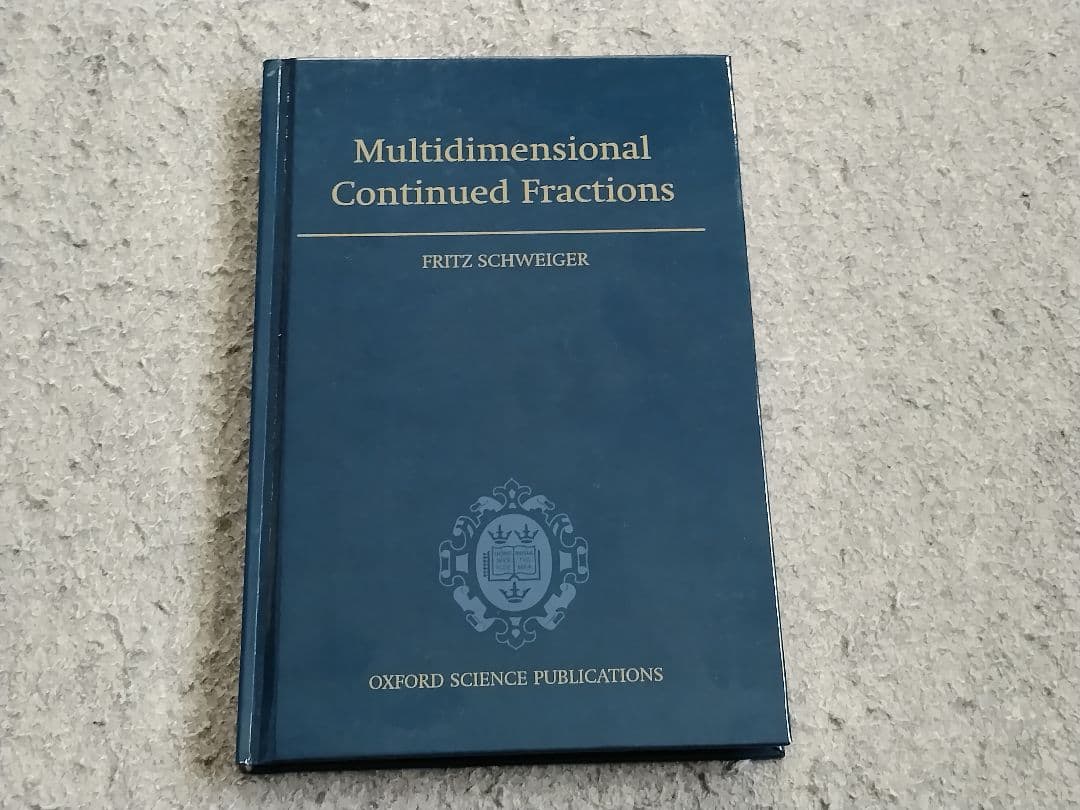 Multidimensional
Continued Fractions
FRITZ SCHWEIGER
OXFORD SCIENCE PUBLICATIONS